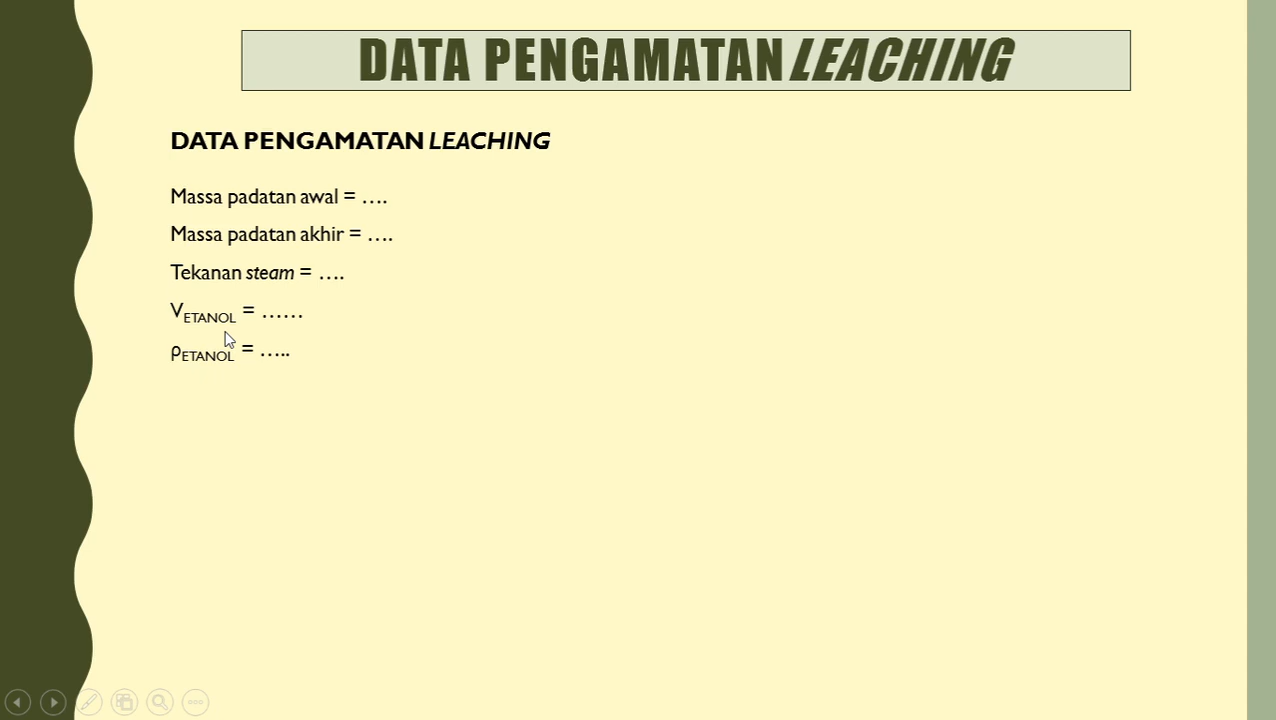 DATA PENGAMATAN LEACHING
DATA PENGAMATAN LEACHING
Massa padatan awal = ….
Massa padatan akhir = ….
Tekanan steam = ….
VETANOL = ……
ρETANOL = …..